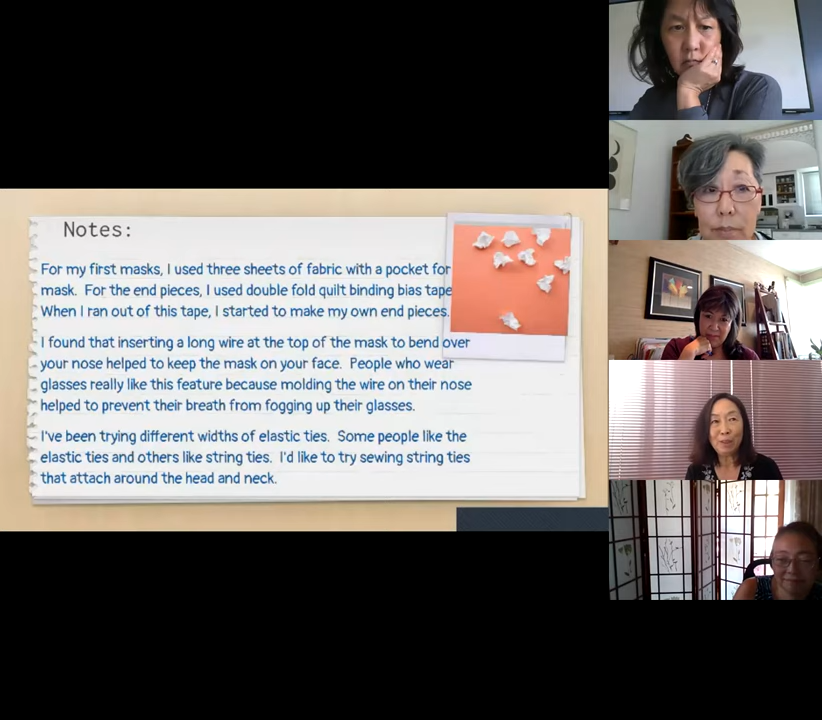 Notes:
For my first masks, I used three sheets of fabric with a pocket for
mask. For the end pieces, I used double fold quilt binding bias tape
When I ran out of this tape, I started to make my own end pieces.
I found that inserting a long wire at the top of the mask to bend over
your nose helped to keep the mask on your face. People who wear
glasses really like this feature because molding the wire on their nose
helped to prevent their breath from fogging up their glasses.
I've been trying different widths of elastic ties. Some people like the
elastic ties and others like string ties. I'd like to try sewing string ties
that attach around the head and neck.